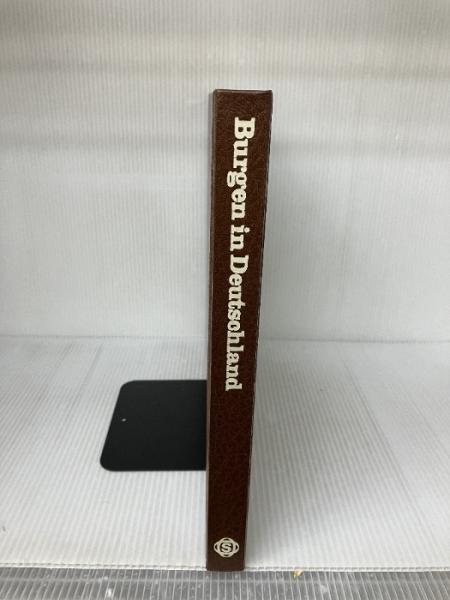 Burgen in Deutschland
S